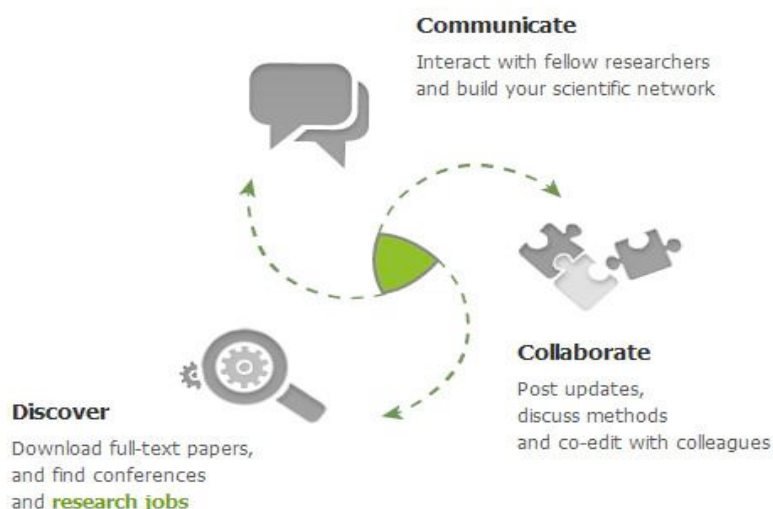 Communicate
Interact with fellow researchers
and build your scientific network
Collaborate
Post updates,
discuss methods
and co-edit with colleagues
Discover
Download full-text papers,
and find conferences
and research jobs